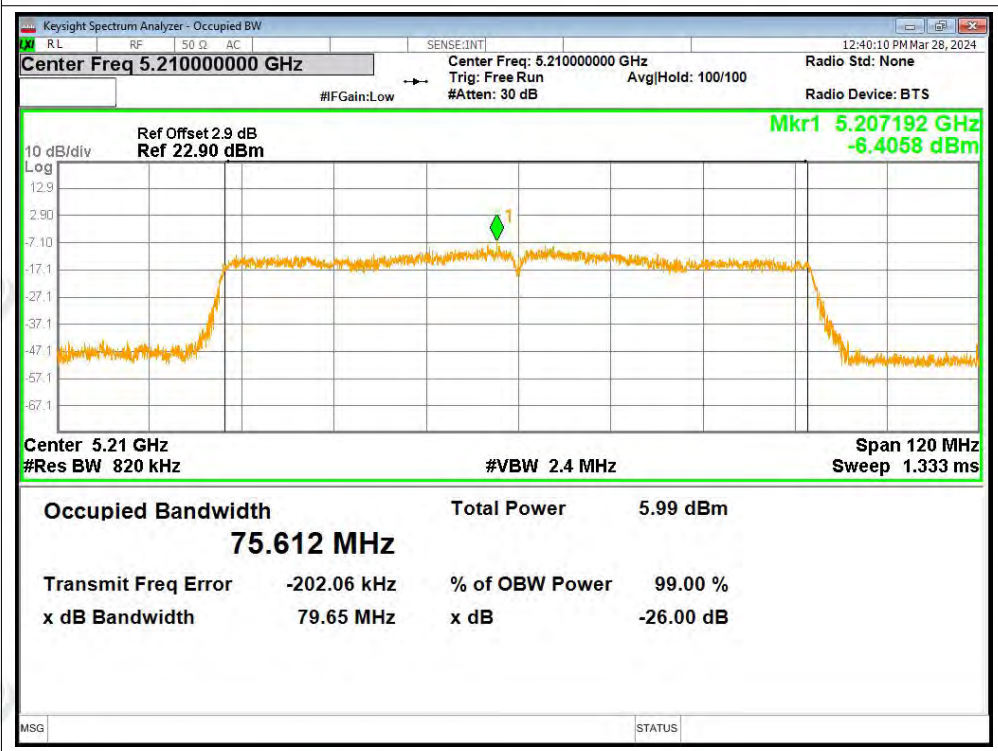 Keysight Spectrum Analyzer - Occupied BW
LXI RL RF 50 Ω AC SENSE:INT 12:40:10 PM Mar 28, 2024
Center Freq 5.210000000 GHz Center Freq: 5.210000000 GHz Radio Std: None
Trig: Free Run Avg|Hold: 100/100
#IFGain:Low #Atten: 30 dB Radio Device: BTS
Mkr1 5.207192 GHz
-6.4058 dBm
Ref Offset 2.9 dB
10 dB/div Ref 22.90 dBm
Log
12.9
2.90
1
-7.10
-17.1
-27.1
-37.1
-47.1
-57.1
-67.1
Center 5.21 GHz Span 120 MHz
#Res BW 820 kHz #VBW 2.4 MHz Sweep 1.333 ms
Occupied Bandwidth Total Power 5.99 dBm
75.612 MHz
Transmit Freq Error -202.06 kHz % of OBW Power 99.00 %
x dB Bandwidth 79.65 MHz x dB -26.00 dB
MSG STATUS